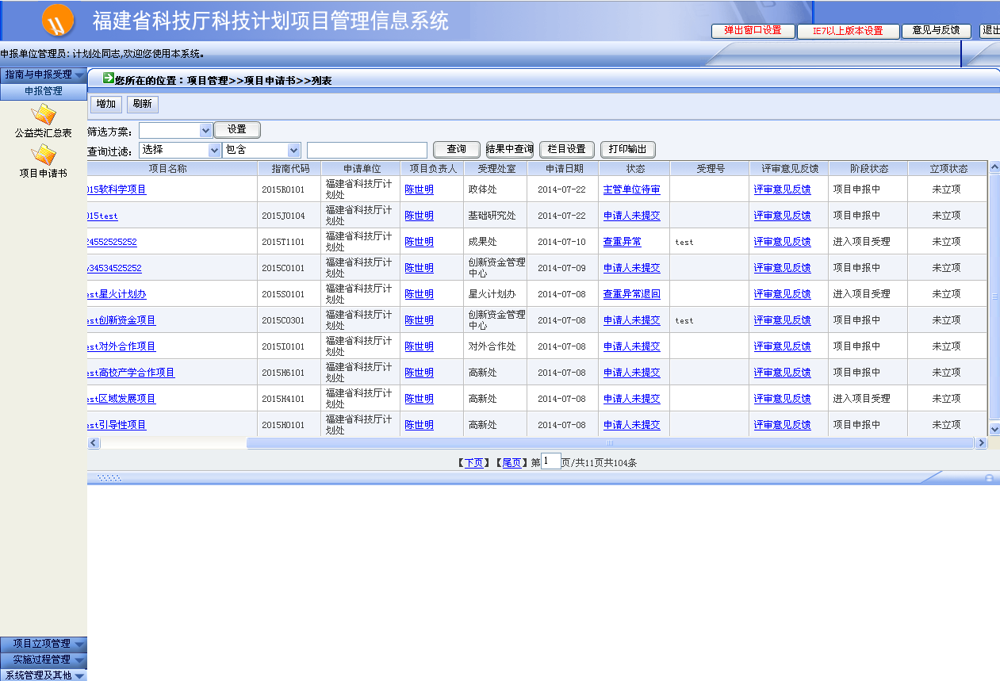 福建省科技厅科技计划项目管理信息系统
弹出窗口设置 IE7以上版本设置 意见与反馈 退出
申报单位管理员: 计划处同志,欢迎您使用本系统。
指南与申报受理
申报管理
公益类汇总表
项目申请书
项目立项管理
实施过程管理
系统管理及其他
您所在的位置：项目管理>>项目申请书>>列表
增加 刷新
筛选方案: 设置
查询过滤: 选择 包含 查询 结果中查询 栏目设置 打印输出
项目名称 指南代码 申请单位 项目负责人 受理处室 申请日期 状态 受理号 评审意见反馈 阶段状态 立项状态
015软科学项目 2015R0101 福建省科技厅计划处 陈世明 政体处 2014-07-22 主管单位待审 评审意见反馈 项目申报中 未立项
015test 2015J0104 福建省科技厅计划处 陈世明 基础研究处 2014-07-22 申请人未提交 评审意见反馈 项目申报中 未立项
24552525252 2015T1101 福建省科技厅计划处 陈世明 成果处 2014-07-10 查重异常 test 评审意见反馈 进入项目受理 未立项
34534525252 2015C0101 福建省科技厅计划处 陈世明 创新资金管理中心 2014-07-09 申请人未提交 评审意见反馈 项目申报中 未立项
est星火计划办 2015S0101 福建省科技厅计划处 陈世明 星火计划办 2014-07-08 查重异常退回 评审意见反馈 进入项目受理 未立项
est创新资金项目 2015C0301 福建省科技厅计划处 陈世明 创新资金管理中心 2014-07-08 申请人未提交 test 评审意见反馈 项目申报中 未立项
est对外合作项目 2015I0101 福建省科技厅计划处 陈世明 对外合作处 2014-07-08 申请人未提交 评审意见反馈 项目申报中 未立项
est高校产学合作项目 2015H6101 福建省科技厅计划处 陈世明 高新处 2014-07-08 申请人未提交 评审意见反馈 项目申报中 未立项
est区域发展项目 2015H4101 福建省科技厅计划处 陈世明 高新处 2014-07-08 申请人未提交 评审意见反馈 进入项目受理 未立项
est引导性项目 2015H0101 福建省科技厅计划处 陈世明 高新处 2014-07-08 申请人未提交 评审意见反馈 项目申报中 未立项
【下页】【尾页】第1页/共11页共104条